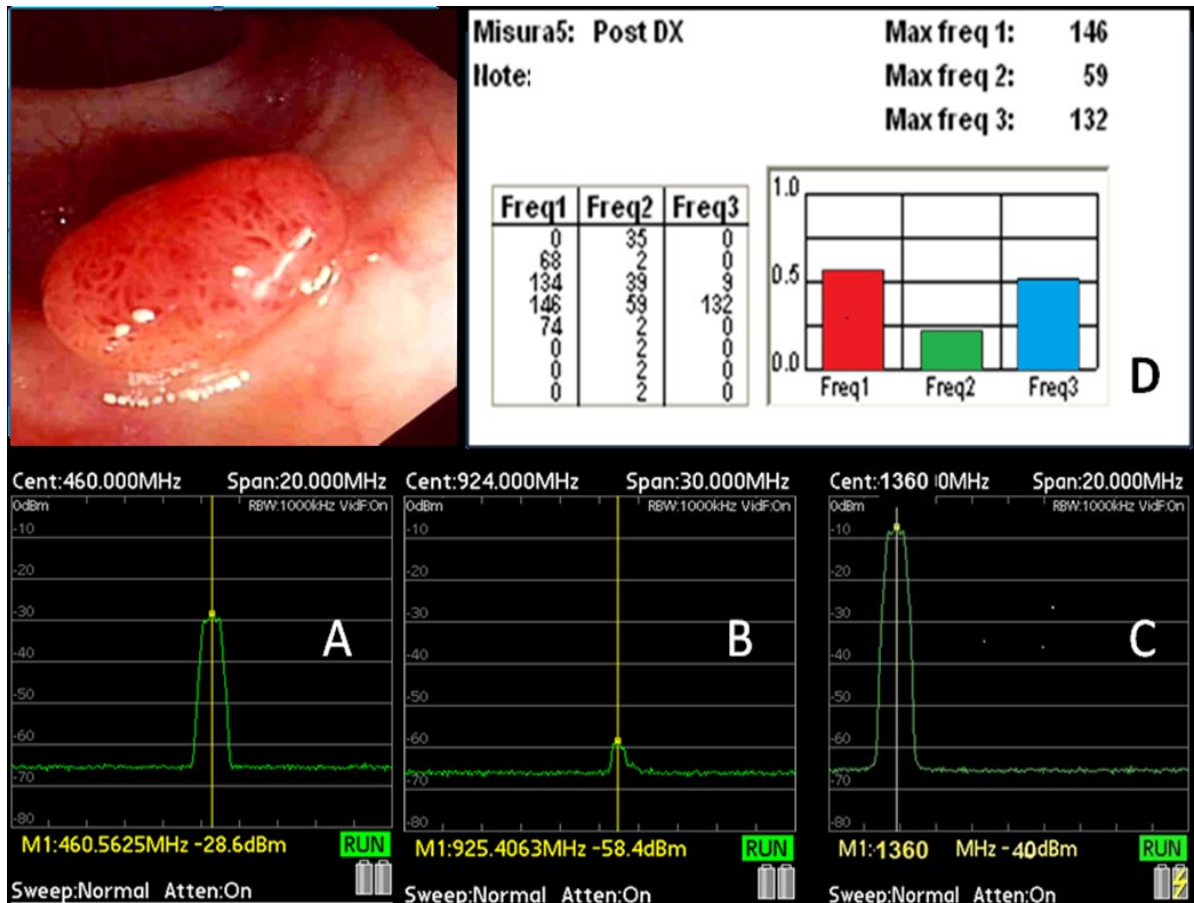 Misura5: Post DX
Max freq 1: 146
Note:
Max freq 2: 59
Max freq 3: 132
Freq1 Freq2 Freq3
0 35 0
68 2 0
134 39 9
146 59 132
74 2 0
0 2 0
0 2 0
0 2 0
1.0
0.5
0.0
Freq1 Freq2 Freq3
D
Cent:460.000MHz Span:20.000MHz
0dBm RBW:1000kHz VidF:On
-10
-20
-30
-40
-50
-60
-70
-80
A
M1:460.5625MHz -28.6dBm RUN
Sweep:Normal Atten:On
Cent:924.000MHz Span:30.000MHz
0dBm RBW:1000kHz VidF:On
-10
-20
-30
-40
-50
-60
-70
-80
B
M1:925.4063MHz -58.4dBm RUN
Sweep:Normal Atten:On
Cent:1360 0MHz Span:20.000MHz
0dBm RBW:1000kHz VidF:On
-10
-20
-30
-40
-50
-60
-70
-80
C
M1:1360 MHz -40dBm RUN
Sweep:Normal Atten:On